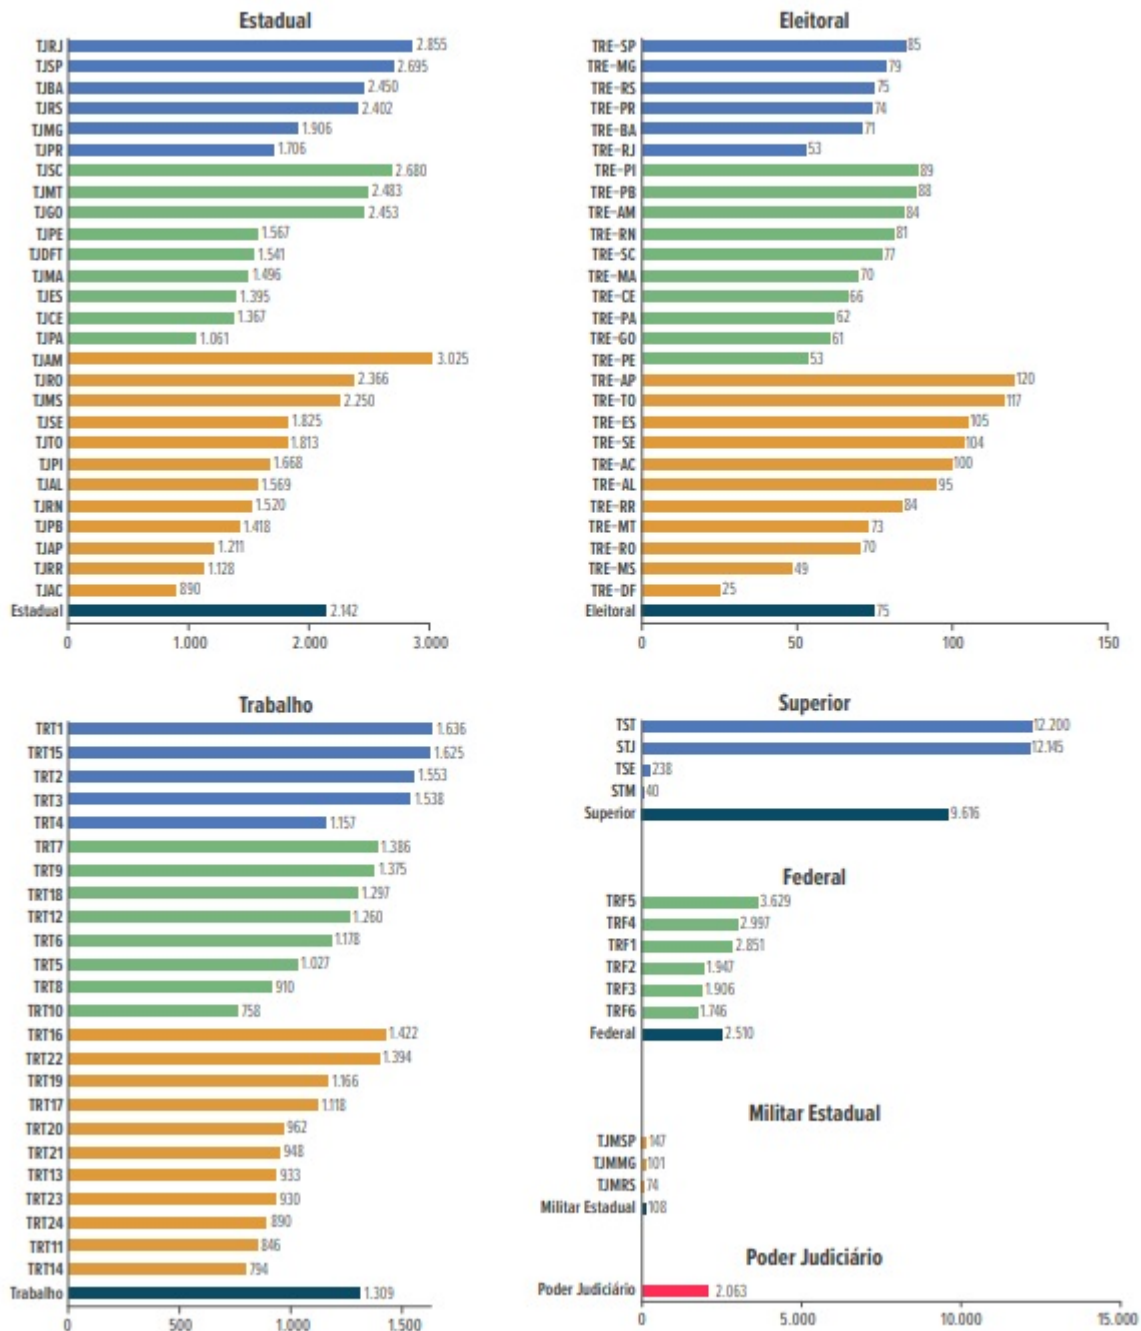 Estadual
TJRJ 2.855
TJSP 2.695
TJBA 2.450
TJRS 2.402
TJMG 1.906
TJPR 1.706
TJSC 2.680
TJMT 2.483
TJGO 2.453
TJPE 1.567
TJDFT 1.541
TJMA 1.496
TJES 1.395
TJCE 1.367
TJPA 1.061
TJAM 3.025
TJRO 2.366
TJMS 2.250
TJSE 1.825
TJTO 1.813
TJPI 1.668
TJAL 1.569
TJRN 1.520
TJPB 1.418
TJAP 1.211
TJRR 1.128
TJAC 890
Estadual 2.142
0 1.000 2.000 3.000
Eleitoral
TRE-SP 85
TRE-MG 79
TRE-RS 75
TRE-PR 74
TRE-BA 71
TRE-RJ 53
TRE-PI 89
TRE-PB 88
TRE-AM 84
TRE-RN 81
TRE-SC 77
TRE-MA 70
TRE-CE 66
TRE-PA 62
TRE-GO 61
TRE-PE 53
TRE-AP 120
TRE-TO 117
TRE-ES 105
TRE-SE 104
TRE-AC 100
TRE-AL 95
TRE-RR 84
TRE-MT 73
TRE-RO 70
TRE-MS 49
TRE-DF 25
Eleitoral 75
0 50 100 150
Trabalho
TRT1 1.636
TRT15 1.625
TRT2 1.553
TRT3 1.538
TRT4 1.157
TRT7 1.386
TRT9 1.375
TRT18 1.297
TRT12 1.260
TRT6 1.178
TRT5 1.027
TRT8 910
TRT10 758
TRT16 1.422
TRT22 1.394
TRT19 1.166
TRT17 1.118
TRT20 962
TRT21 948
TRT13 933
TRT23 930
TRT24 890
TRT11 846
TRT14 794
Trabalho 1.309
0 500 1.000 1.500
Superior
TST 12.200
STJ 12.145
TSE 238
STM 40
Superior 9.616
Federal
TRF5 3.629
TRF4 2.997
TRF1 2.851
TRF2 1.947
TRF3 1.906
TRF6 1.746
Federal 2.510
Militar Estadual
TJMSP 147
TJMMG 101
TJMRS 74
Militar Estadual 108
Poder Judiciário
Poder Judiciário 2.063
0 5.000 10.000 15.000